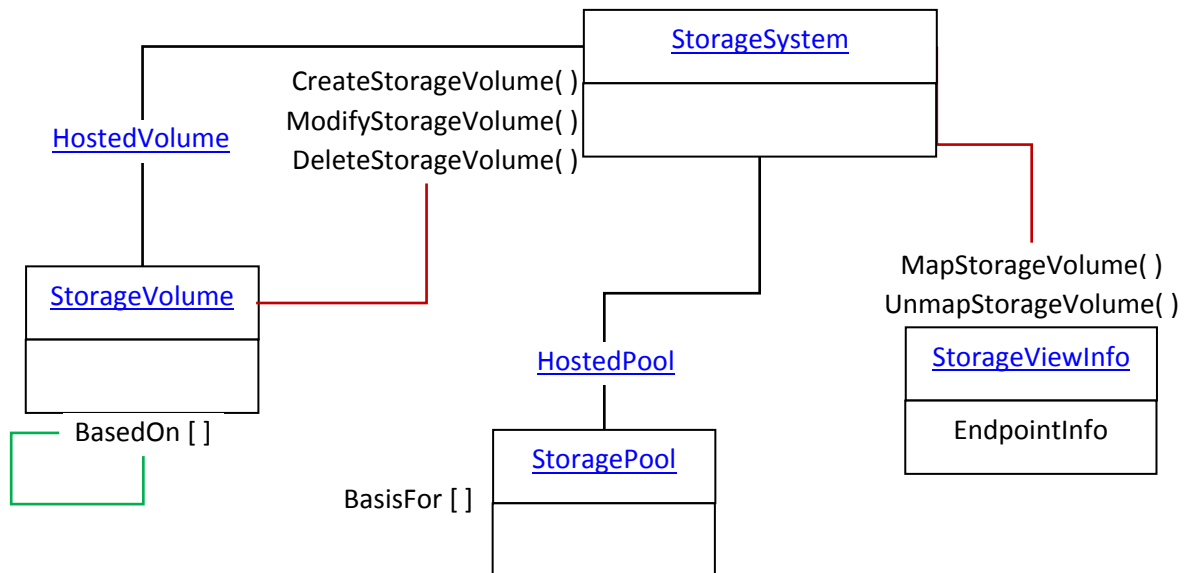 StorageSystem
CreateStorageVolume( )
ModifyStorageVolume( )
DeleteStorageVolume( )
HostedVolume
StorageVolume
BasedOn [ ]
HostedPool
StoragePool
BasisFor [ ]
MapStorageVolume( )
UnmapStorageVolume( )
StorageViewInfo
EndpointInfo